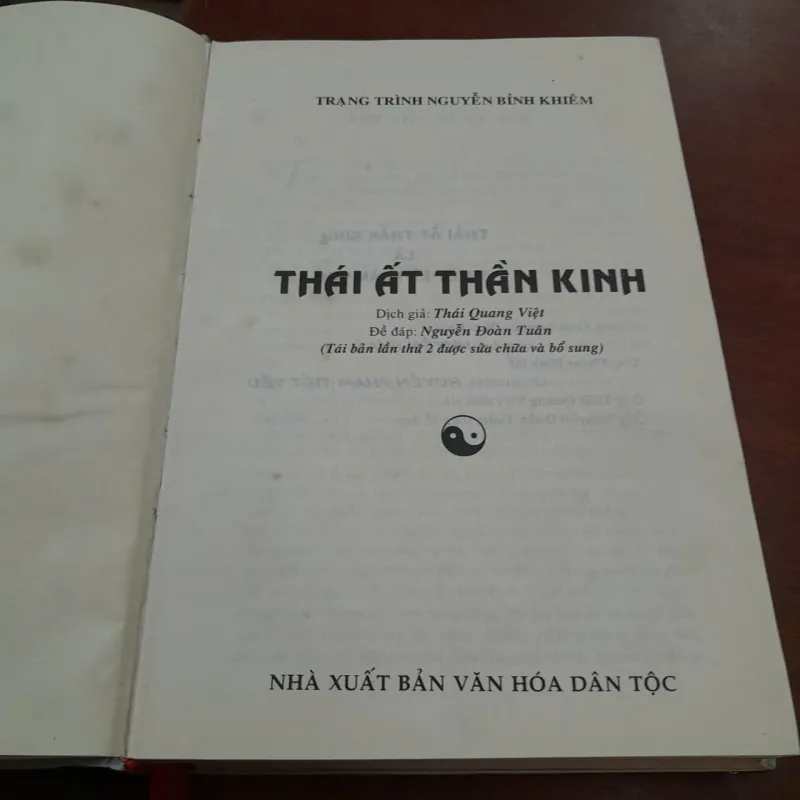 TRẠNG TRÌNH NGUYỄN BỈNH KHIÊM
THÁI ẤT THẦN KINH
Dịch giả: Thái Quang Việt
Đề đáp: Nguyễn Đoàn Tuân
(Tái bản lần thứ 2 được sửa chữa và bổ sung)
NHÀ XUẤT BẢN VĂN HÓA DÂN TỘC